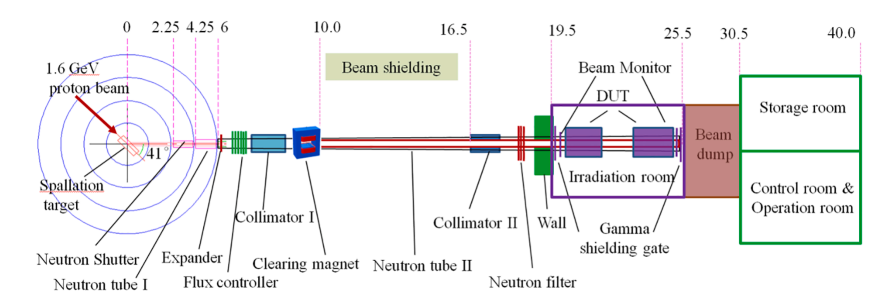 0
2.25
4.25
6
10.0
16.5
19.5
25.5
30.5
40.0
1.6 GeV
proton beam
Beam shielding
Beam Monitor
DUT
Storage room
Beam
dump
41°
Irradiation room
Spallation
target
Control room &
Operation room
Collimator I
Collimator II
Wall
Gamma
shielding gate
Neutron Shutter
Expander
Clearing magnet
Neutron tube II
Neutron tube I
Flux controller
Neutron filter